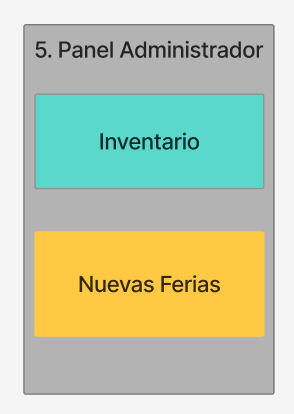 5. Panel Administrador
Inventario
Nuevas Ferias